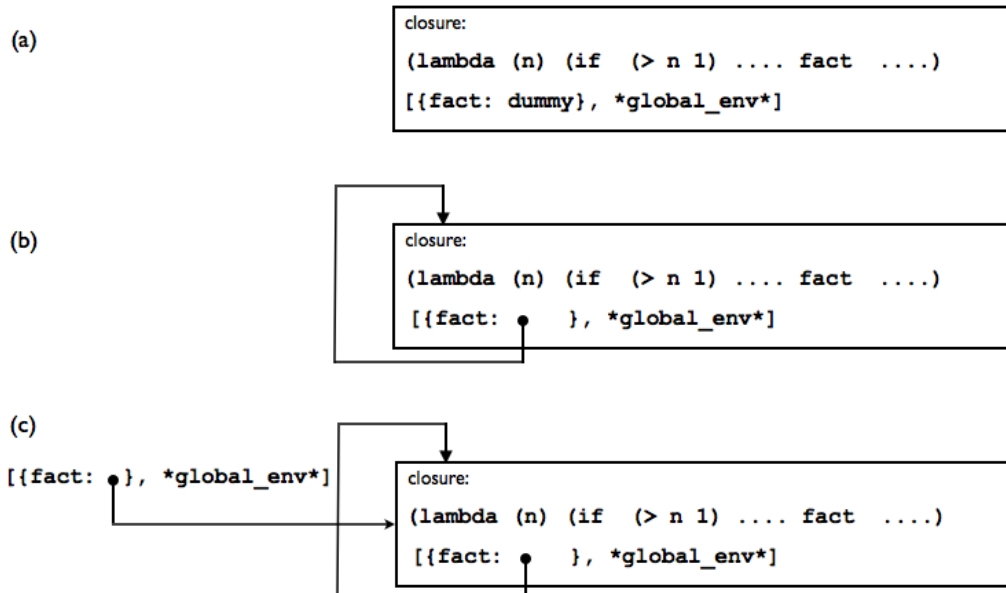 (a)
closure:
(lambda (n) (if  (> n 1) .... fact  ....)
[{fact: dummy}, *global_env*]
(b)
closure:
(lambda (n) (if  (> n 1) .... fact  ....)
[{fact:    }, *global_env*]
(c)
[{fact:  }, *global_env*]
closure:
(lambda (n) (if  (> n 1) .... fact  ....)
[{fact:    }, *global_env*]